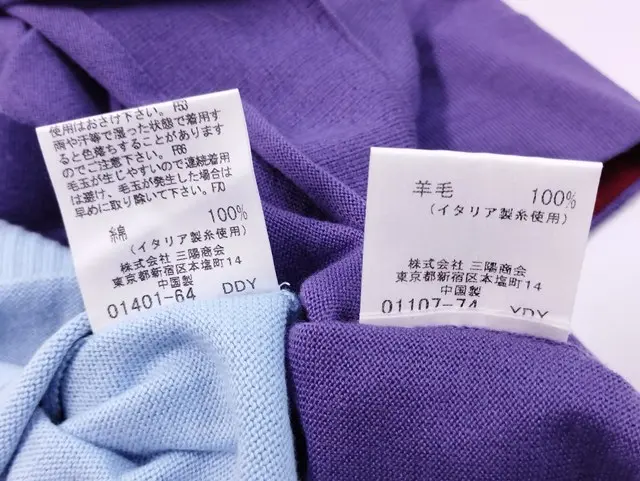 使用はおさけ下さい。F53
雨や汗等で湿った状態で着用す
ると色落ちすることがあります
のでご注意下さい。F66
毛玉が生じやすいので連続着用
は避け、毛玉が発生した場合は
早めに取り除いて下さい。F70
綿 100%
(イタリア製糸使用)
株式会社 三陽商会
東京都新宿区本塩町14
中国製
01401-64 DDY
羊毛 100%
(イタリア製糸使用)
株式会社 三陽商会
東京都新宿区本塩町14
中国製
01107-74 YDY